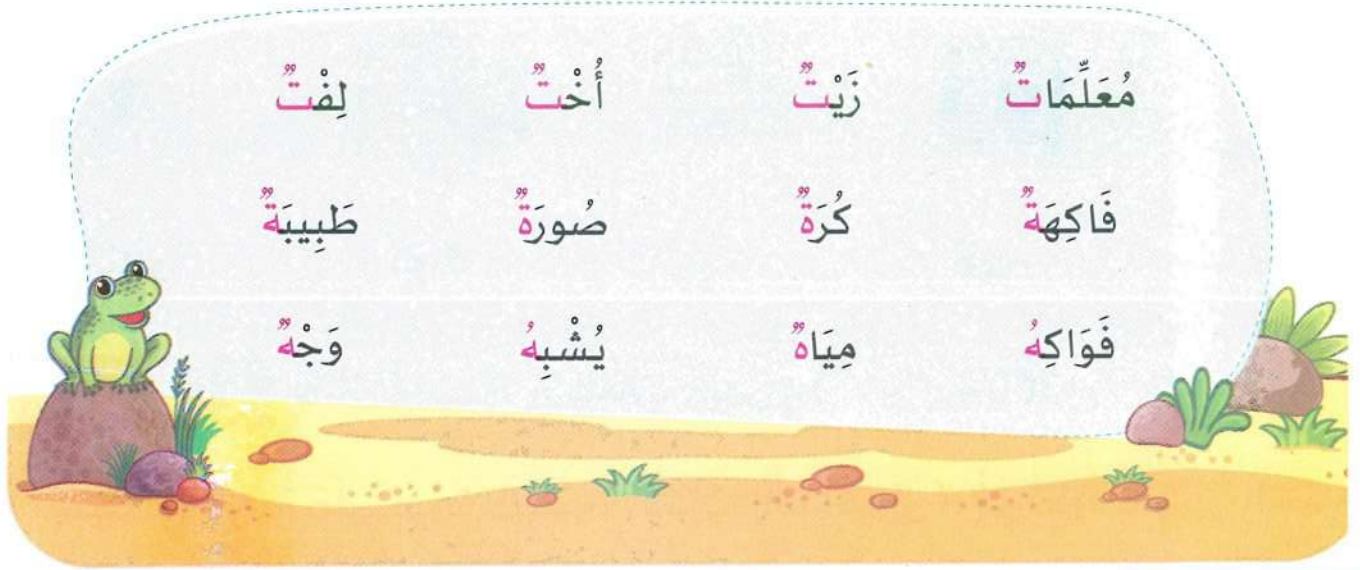 مُعَلِّمَاتٌ زَيْتٌ أُخْتٌ لِفْتٌ
فَاكِهَةٌ كُرَةٌ صُورَةٌ طَبِيبَةٌ
فَوَاكِهُ مِيَاهٌ يُشْبِهُ وَجْهٌ